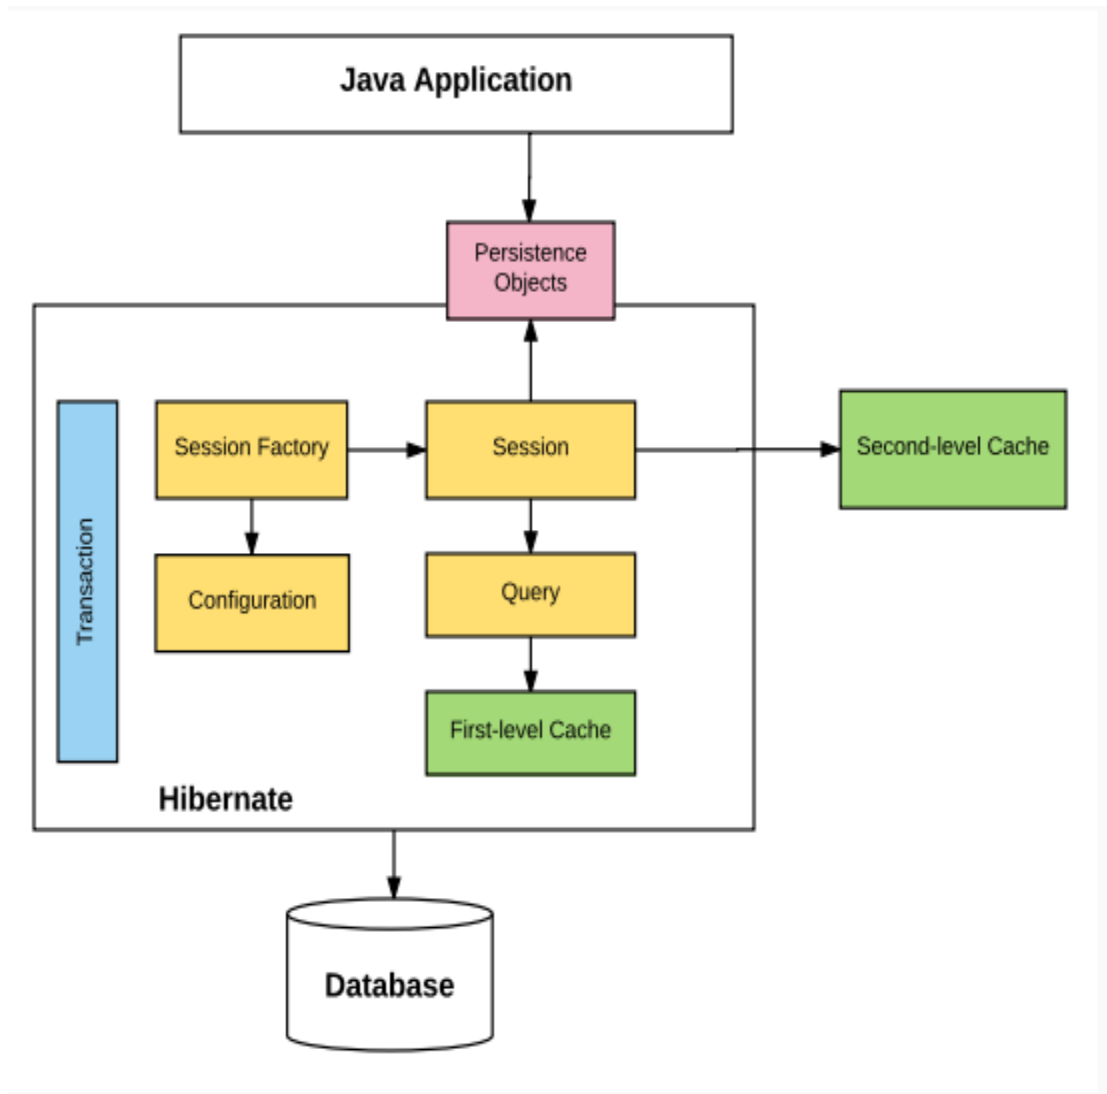 Java Application
Persistence
Objects
Session Factory
Session
Second-level Cache
Transaction
Configuration
Query
First-level Cache
Hibernate
Database